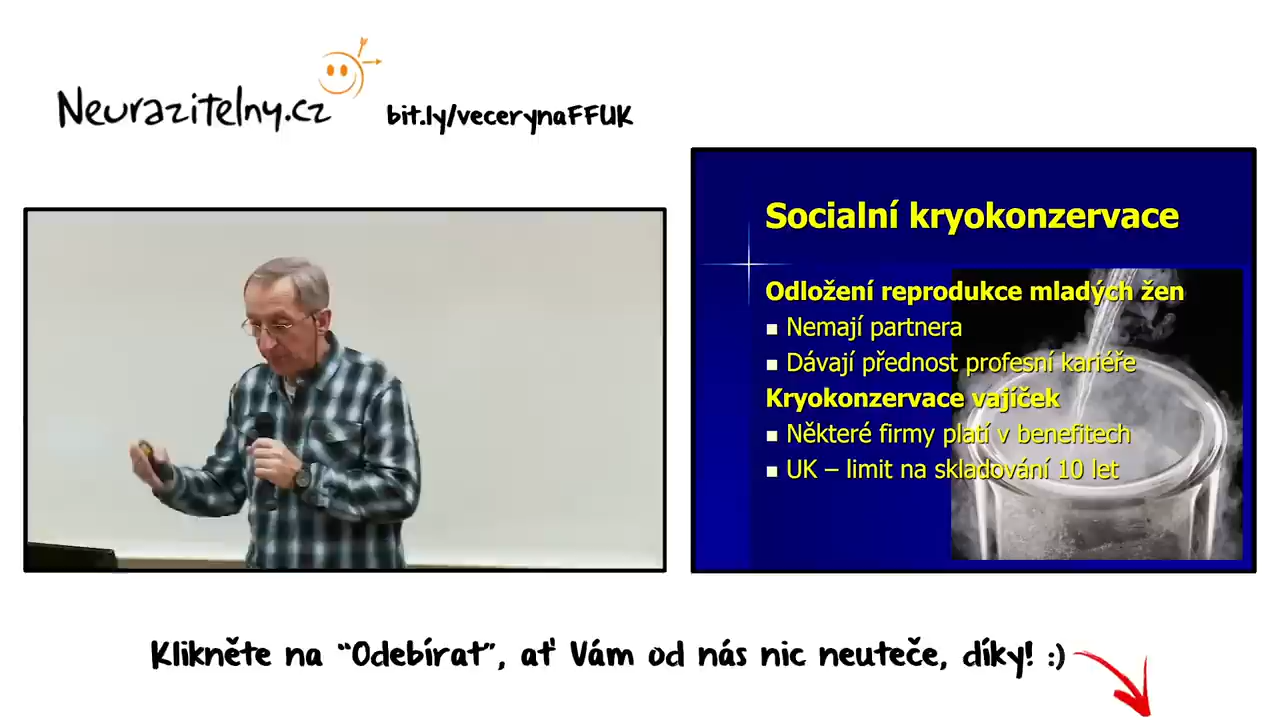 Neurazitelny.cz
bit.ly/vecerynaFFUK
Socialní kryokonzervace
Odložení reprodukce mladých žen
Nemají partnera
Dávají přednost profesní kariéře
Kryokonzervace vajíček
Některé firmy platí v benefitech
UK – limit na skladování 10 let
Klikněte na “Odebírat”, ať Vám od nás nic neuteče, díky! :)